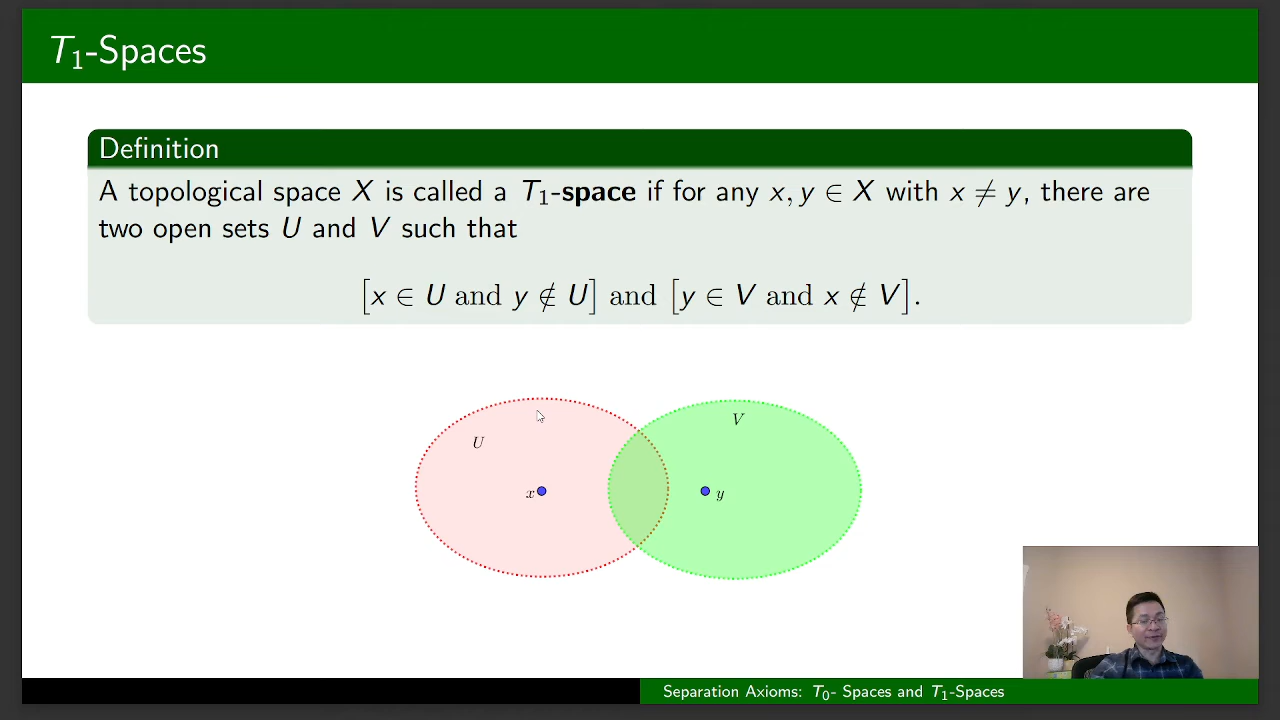 T₁-Spaces
Definition
A topological space X is called a T₁-space if for any x, y ∈ X with x ≠ y, there are
two open sets U and V such that
[x ∈ U and y ∉ U] and [y ∈ V and x ∉ V].
V
U
x
y
Separation Axioms: T₀- Spaces and T₁-Spaces